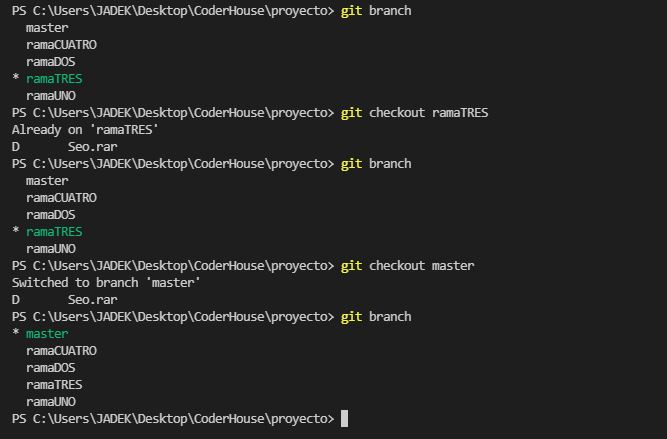 PS C:\Users\JADEK\Desktop\CoderHouse\proyecto> git branch
  master
  ramaCUATRO
  ramaDOS
* ramaTRES
  ramaUNO
PS C:\Users\JADEK\Desktop\CoderHouse\proyecto> git checkout ramaTRES
Already on 'ramaTRES'
D       Seo.rar
PS C:\Users\JADEK\Desktop\CoderHouse\proyecto> git branch
  master
  ramaCUATRO
  ramaDOS
* ramaTRES
  ramaUNO
PS C:\Users\JADEK\Desktop\CoderHouse\proyecto> git checkout master
Switched to branch 'master'
D       Seo.rar
PS C:\Users\JADEK\Desktop\CoderHouse\proyecto> git branch
* master
  ramaCUATRO
  ramaDOS
  ramaTRES
  ramaUNO
PS C:\Users\JADEK\Desktop\CoderHouse\proyecto>